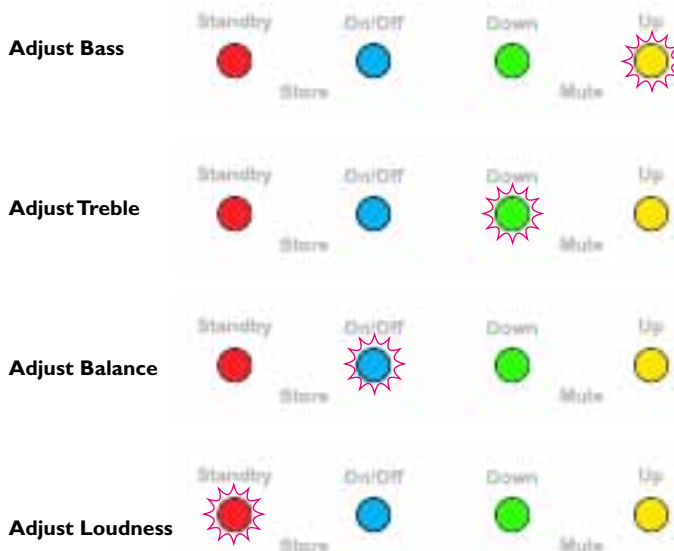 Standby On/Off Down Up
Adjust Bass
Store Mute
Standby On/Off Down Up
Adjust Treble
Store Mute
Standby On/Off Down Up
Adjust Balance
Store Mute
Standby On/Off Down Up
Adjust Loudness
Store Mute